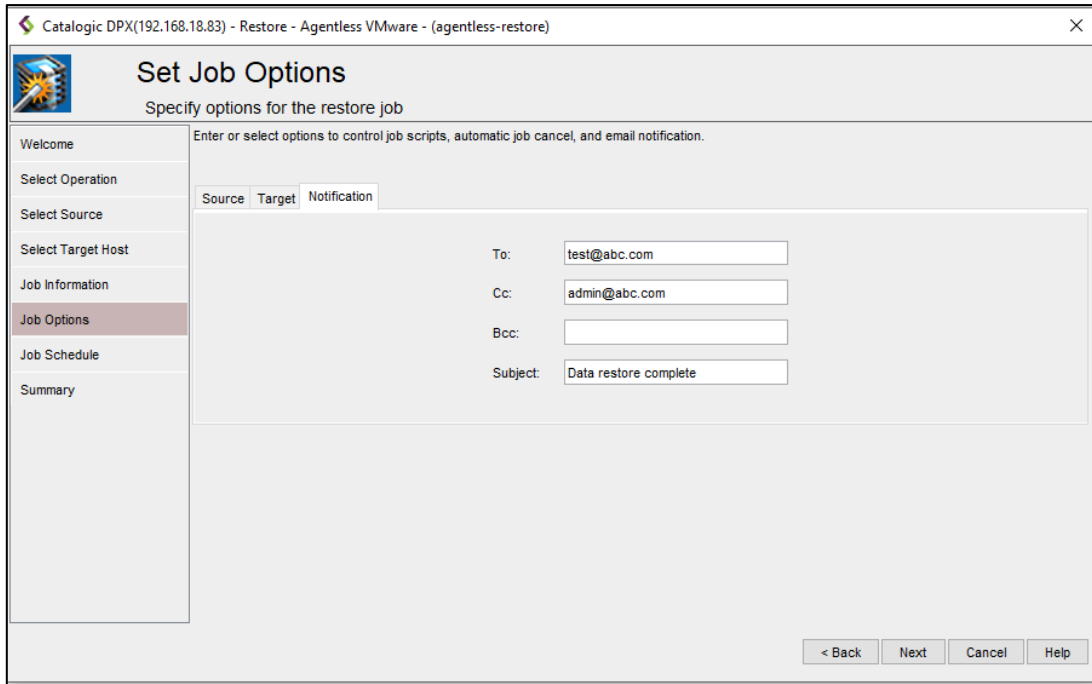 Catalogic DPX(192.168.18.83) - Restore - Agentless VMware - (agentless-restore)
Set Job Options
Specify options for the restore job
Welcome
Select Operation
Select Source
Select Target Host
Job Information
Job Options
Job Schedule
Summary
Enter or select options to control job scripts, automatic job cancel, and email notification.
Source Target Notification
To: test@abc.com
Cc: admin@abc.com
Bcc:
Subject: Data restore complete
< Back Next Cancel Help